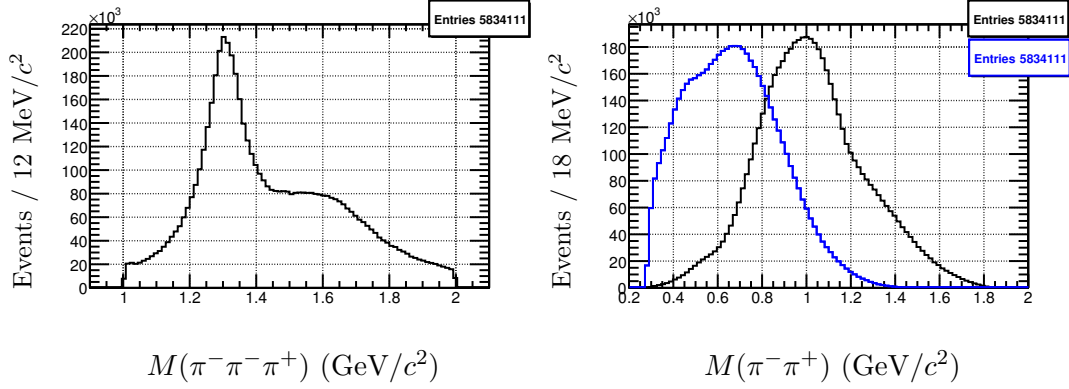 ×10³
Entries 5834111
220
200
180
160
140
120
100
80
60
40
20
0
1 1.2 1.4 1.6 1.8 2
Events / 12 MeV/c²
M(π⁻π⁻π⁺) (GeV/c²)
×10³
Entries 5834111
Entries 5834111
180
160
140
120
100
80
60
40
20
0
0.2 0.4 0.6 0.8 1 1.2 1.4 1.6 1.8 2
Events / 18 MeV/c²
M(π⁻π⁺) (GeV/c²)